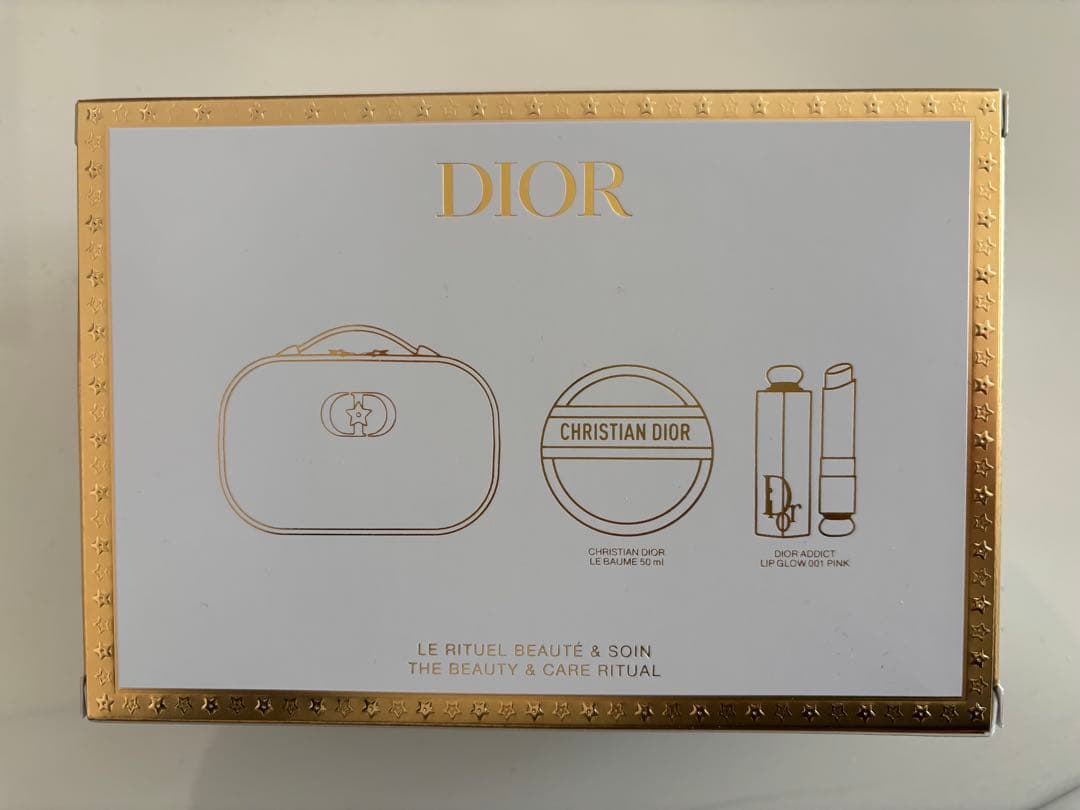 DIOR
CHRISTIAN DIOR
Dior
CHRISTIAN DIOR
LE BAUME 50 ml
DIOR ADDICT
LIP GLOW 001 PINK
LE RITUEL BEAUTÉ & SOIN
THE BEAUTY & CARE RITUAL